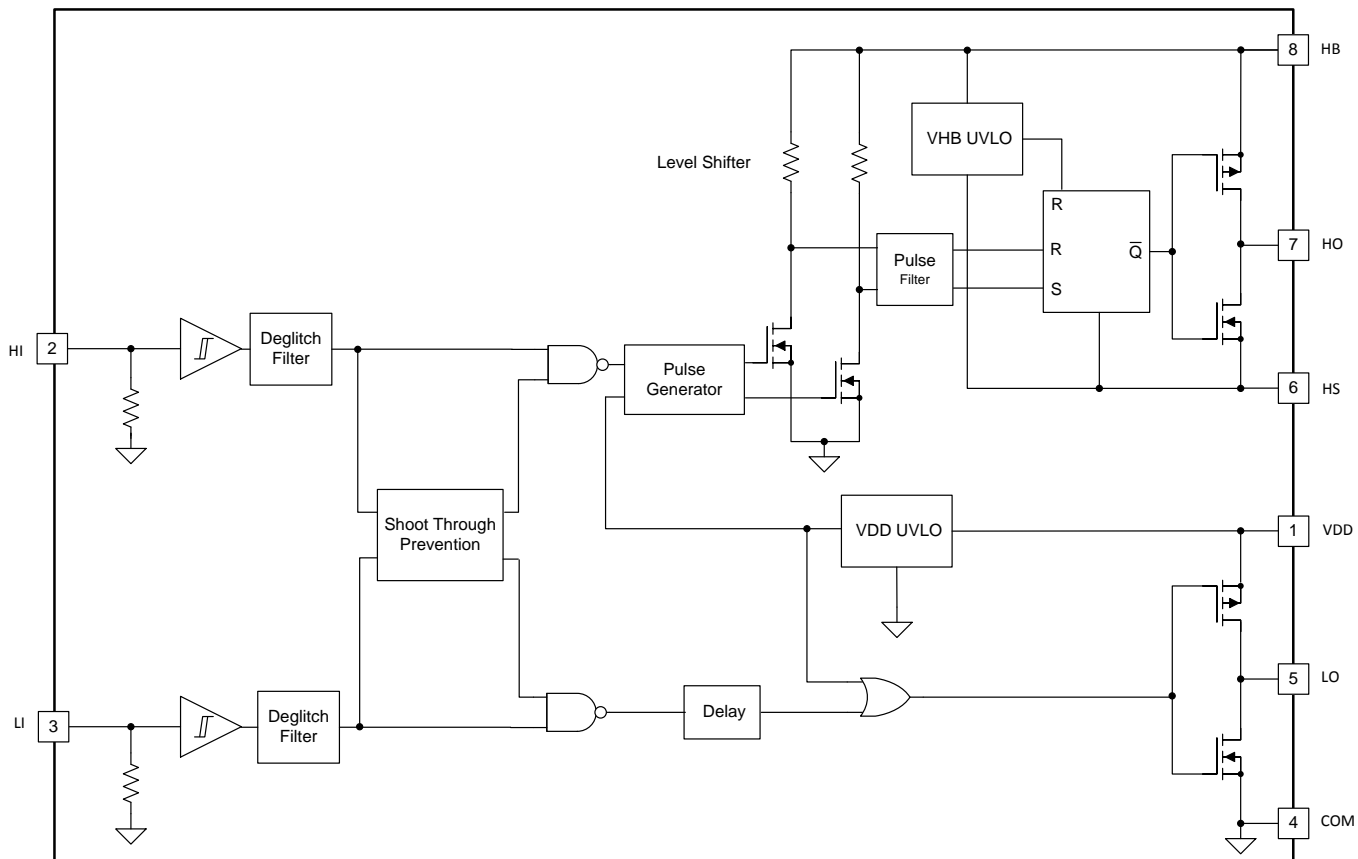 8 HB
Level Shifter
VHB UVLO
R
R
S
Q̅
Pulse
Filter
7 HO
HI 2
Deglitch
Filter
Pulse
Generator
6 HS
Shoot Through
Prevention
VDD UVLO
1 VDD
LI 3
Deglitch
Filter
Delay
5 LO
4 COM